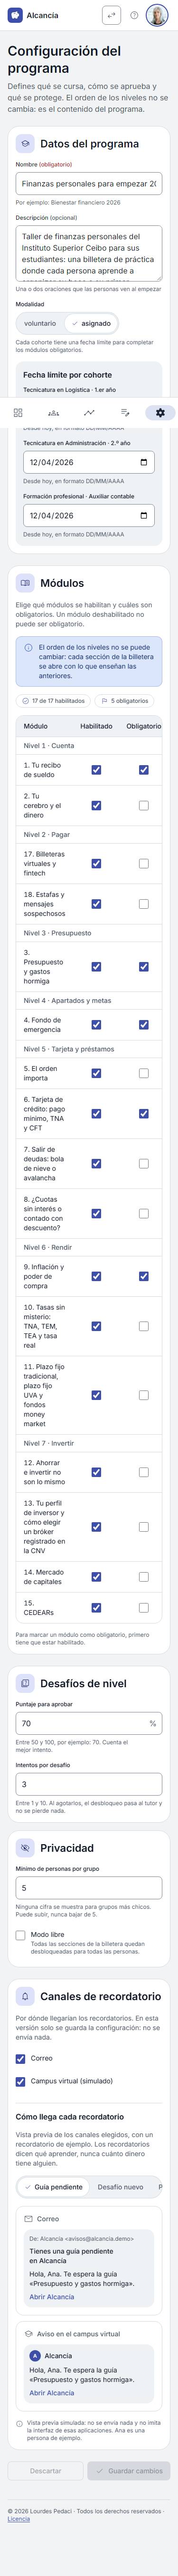 Alcancía
Configuración del
programa
Defines qué se cursa, cómo se aprueba y
qué se protege. El orden de los niveles no se
cambia: es el contenido del programa.
Datos del programa
Nombre (obligatorio)
Finanzas personales para empezar 20
Por ejemplo: Bienestar financiero 2026
Descripción (opcional)
Taller de finanzas personales del
Instituto Superior Ceibo para sus
estudiantes: una billetera de práctica
donde cada persona aprende a
Una o dos oraciones que las personas ven al empezar
Modalidad
voluntario
asignado
Cada cohorte tiene una fecha límite para completar
los módulos obligatorios.
Fecha límite por cohorte
Tecnicatura en Logística · 1.er año
Desde hoy, en formato DD/MM/AAAA
Tecnicatura en Administración · 2.º año
12/04/2026
Desde hoy, en formato DD/MM/AAAA
Formación profesional · Auxiliar contable
12/04/2026
Desde hoy, en formato DD/MM/AAAA
Módulos
Elige qué módulos se habilitan y cuáles son
obligatorios. Un módulo deshabilitado no
puede ser obligatorio.
El orden de los niveles no se puede
cambiar: cada sección de la billetera
se abre con lo que enseñan las
anteriores.
17 de 17 habilitados
5 obligatorios
Módulo Habilitado Obligatorio
Nivel 1 · Cuenta
1. Tu recibo
de sueldo
2. Tu
cerebro y el
dinero
Nivel 2 · Pagar
17. Billeteras
virtuales y
fintech
18. Estafas y
mensajes
sospechosos
Nivel 3 · Presupuesto
3.
Presupuesto
y gastos
hormiga
Nivel 4 · Apartados y metas
4. Fondo de
emergencia
Nivel 5 · Tarjeta y préstamos
5. El orden
importa
6. Tarjeta de
crédito: pago
mínimo, TNA
y CFT
7. Salir de
deudas: bola
de nieve o
avalancha
8. ¿Cuotas
sin interés o
contado con
descuento?
Nivel 6 · Rendir
9. Inflación y
poder de
compra
10. Tasas sin
misterio:
TNA, TEM,
TEA y tasa
real
11. Plazo fijo
tradicional,
plazo fijo
UVA y
fondos
money
market
Nivel 7 · Invertir
12. Ahorrar
e invertir no
son lo mismo
13. Tu perfil
de inversor y
cómo elegir
un bróker
registrado en
la CNV
14. Mercado
de capitales
15.
CEDEARs
Para marcar un módulo como obligatorio, primero
tiene que estar habilitado.
Desafíos de nivel
Puntaje para aprobar
70 %
Entre 50 y 100, por ejemplo: 70. Cuenta el
mejor intento.
Intentos por desafío
3
Entre 1 y 10. Al agotarlos, el desbloqueo pasa al tutor y
no se pierde nada.
Privacidad
Mínimo de personas por grupo
5
Ninguna cifra se muestra para grupos más chicos.
Puede subir, nunca bajar de 5.
Modo libre
Todas las secciones de la billetera quedan
desbloqueadas para todas las personas.
Canales de recordatorio
Por dónde llegarían los recordatorios. En esta
versión solo se guarda la configuración: no se
envía nada.
Correo
Campus virtual (simulado)
Cómo llega cada recordatorio
Vista previa de los canales elegidos, con un
recordatorio de ejemplo. Los recordatorios
dicen qué aprender, nunca cuánto dinero
tiene alguien.
Guía pendiente
Desafío nuevo
P
Correo
De: Alcancía <avisos@alcancia.demo>
Tienes una guía pendiente
en Alcancía
Hola, Ana. Te espera la guía
«Presupuesto y gastos hormiga».
Abrir Alcancía
Aviso en el campus virtual
A Alcancía
Hola, Ana. Te espera la guía
«Presupuesto y gastos hormiga».
Abrir Alcancía
Vista previa simulada: no se envía nada y no imita
la interfaz de esas aplicaciones. Ana es una
persona de ejemplo.
Descartar
Guardar cambios
© 2026 Lourdes Pedaci · Todos los derechos reservados ·
Licencia